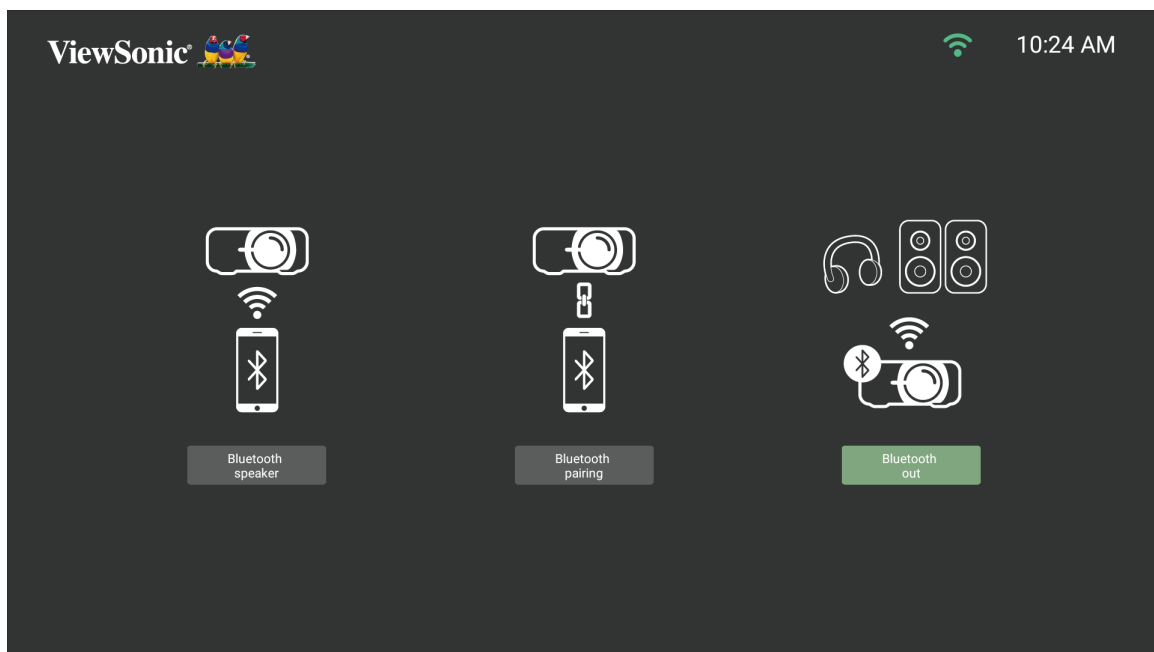 ViewSonic®
10:24 AM
Bluetooth
speaker
Bluetooth
pairing
Bluetooth
out